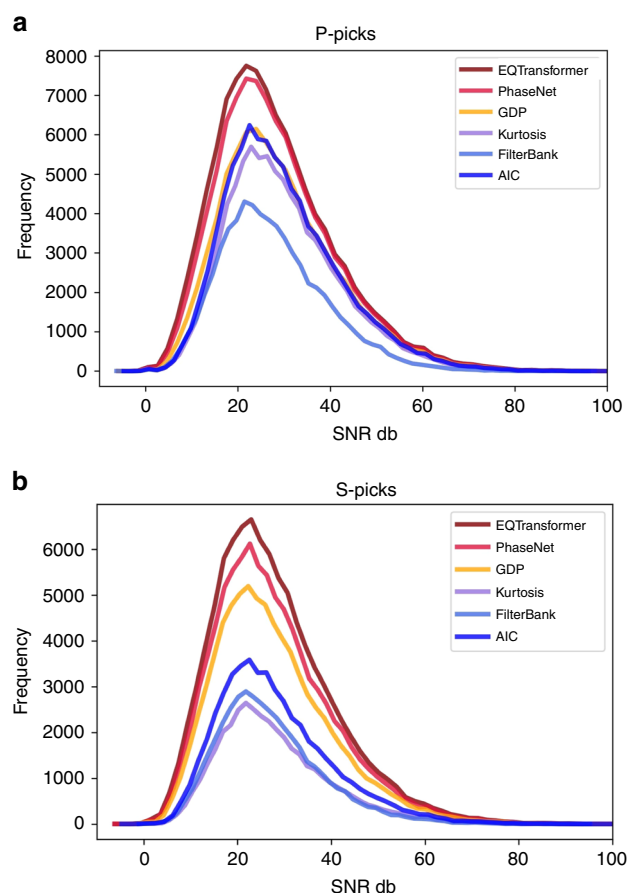 a
P-picks
8000
7000
6000
5000
4000
3000
2000
1000
0
Frequency
EQTransformer
PhaseNet
GDP
Kurtosis
FilterBank
AIC
0 20 40 60 80 100
SNR db
b
S-picks
6000
5000
4000
3000
2000
1000
0
Frequency
EQTransformer
PhaseNet
GDP
Kurtosis
FilterBank
AIC
0 20 40 60 80 100
SNR db